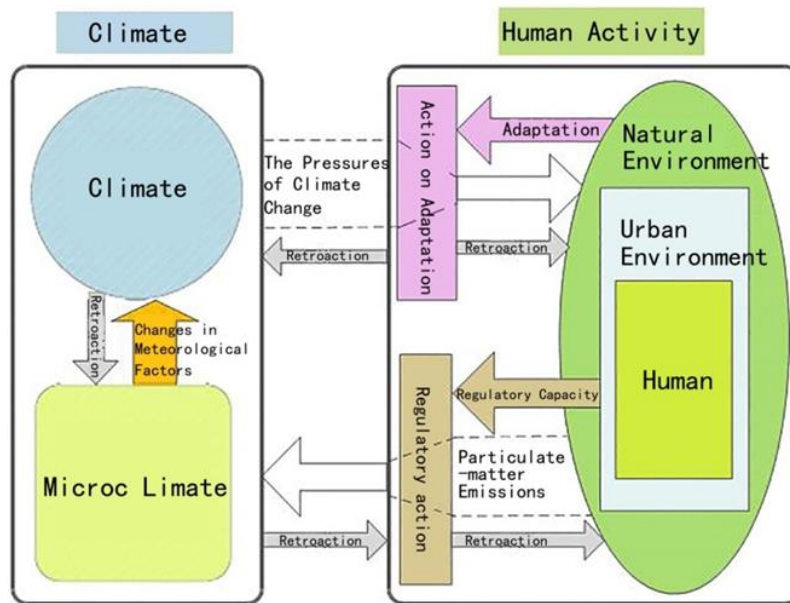 Climate
Human Activity
Climate
The Pressures
of Climate
Change
Retroaction
Retroaction
Changes in
Meteorological
Factors
Microc Limate
Retroaction
Action on Adaptation
Adaptation
Retroaction
Natural
Environment
Urban
Environment
Human
Regulatory action
Regulatory Capacity
Particulate
-matter
Emissions
Retroaction